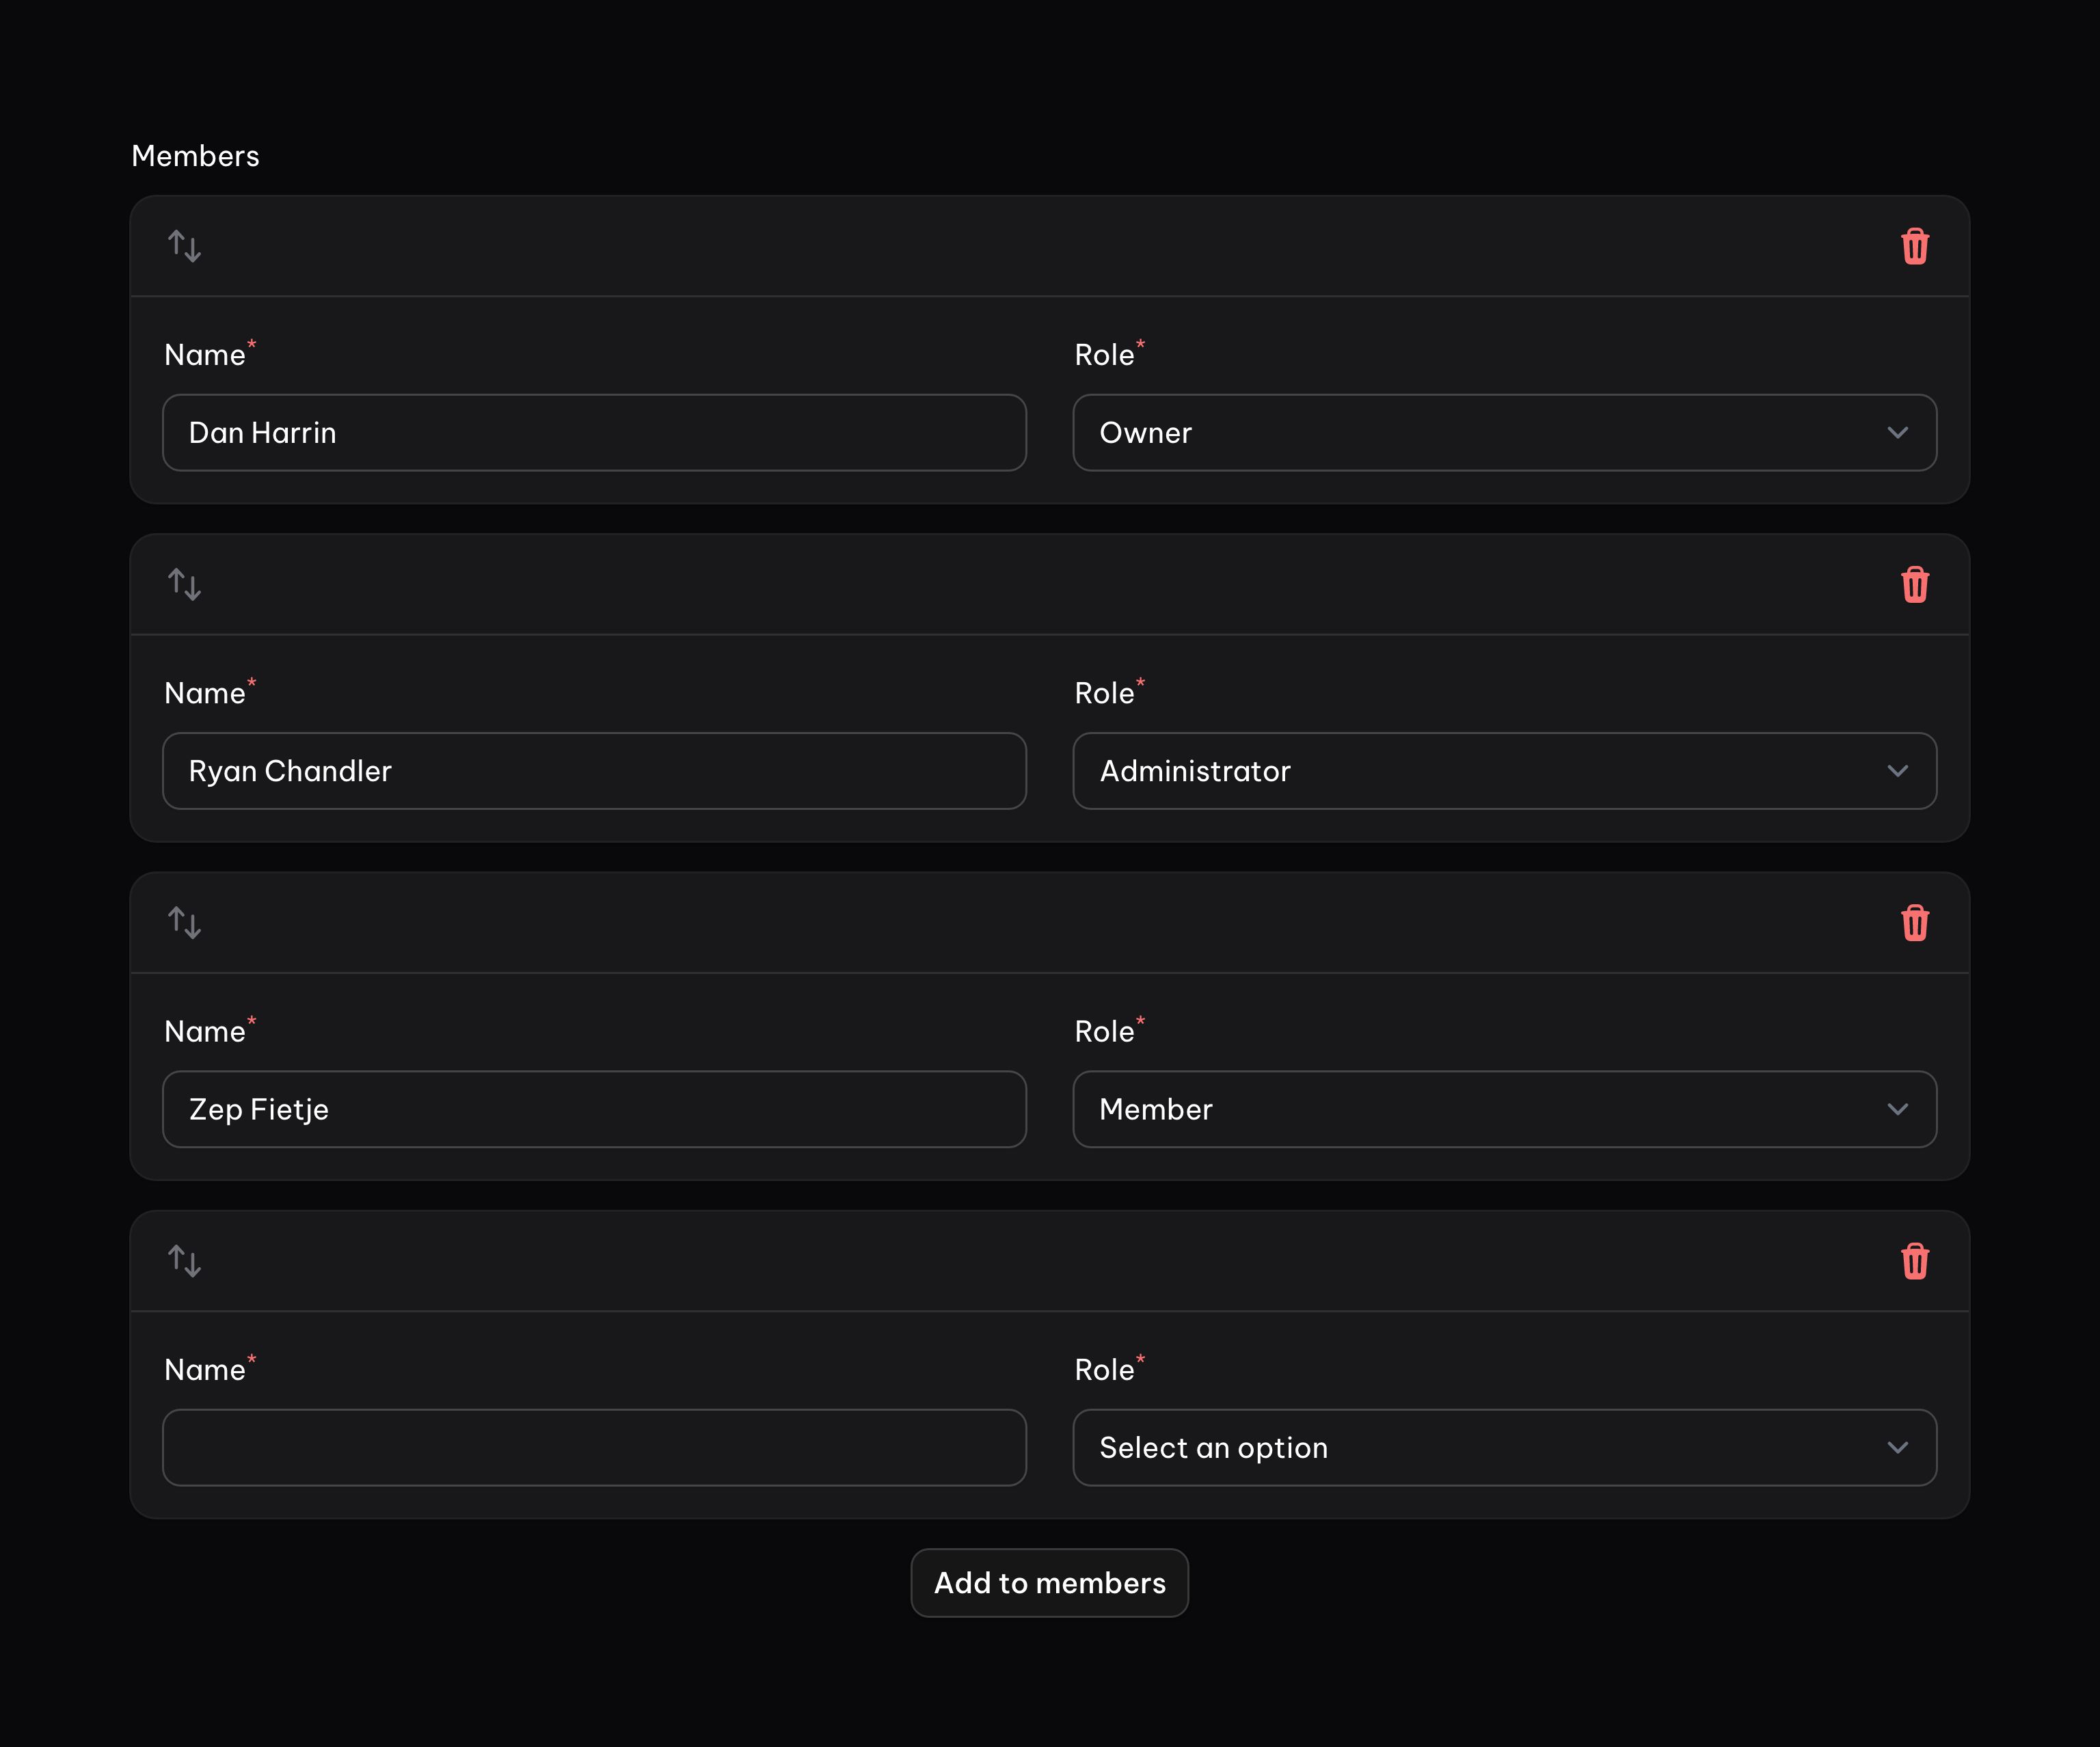 Members
Name* Role*
Dan Harrin Owner
Name* Role*
Ryan Chandler Administrator
Name* Role*
Zep Fietje Member
Name* Role*
Select an option
Add to members